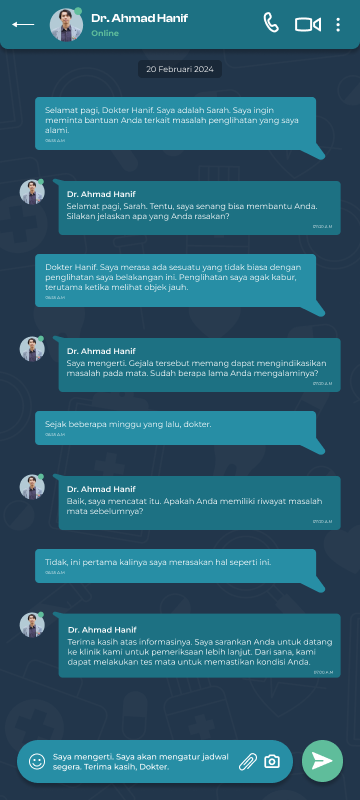 Dr. Ahmad Hanif
Online
20 Februari 2024
Selamat pagi, Dokter Hanif. Saya adalah Sarah. Saya ingin
meminta bantuan Anda terkait masalah penglihatan yang saya
alami.
Dr. Ahmad Hanif
Selamat pagi, Sarah. Tentu, saya senang bisa membantu Anda.
Silakan jelaskan apa yang Anda rasakan?
Dokter Hanif. Saya merasa ada sesuatu yang tidak biasa dengan
penglihatan saya belakangan ini. Penglihatan saya agak kabur,
terutama ketika melihat objek jauh.
Dr. Ahmad Hanif
Saya mengerti. Gejala tersebut memang dapat mengindikasikan
masalah pada mata. Sudah berapa lama Anda mengalaminya?
Sejak beberapa minggu yang lalu, dokter.
Dr. Ahmad Hanif
Baik, saya mencatat itu. Apakah Anda memiliki riwayat masalah
mata sebelumnya?
Tidak, ini pertama kalinya saya merasakan hal seperti ini.
Dr. Ahmad Hanif
Terima kasih atas informasinya. Saya sarankan Anda untuk datang
ke klinik kami untuk pemeriksaan lebih lanjut. Dari sana, kami
dapat melakukan tes mata untuk memastikan kondisi Anda.
Saya mengerti. Saya akan mengatur jadwal
segera. Terima kasih, Dokter.